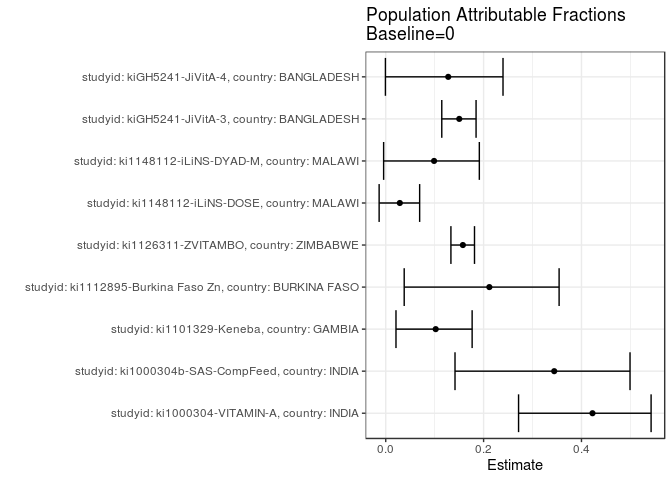 Population Attributable Fractions
Baseline=0
studyid: kiGH5241-JiVitA-4, country: BANGLADESH
studyid: kiGH5241-JiVitA-3, country: BANGLADESH
studyid: ki1148112-iLiNS-DYAD-M, country: MALAWI
studyid: ki1148112-iLiNS-DOSE, country: MALAWI
studyid: ki1126311-ZVITAMBO, country: ZIMBABWE
studyid: ki1112895-Burkina Faso Zn, country: BURKINA FASO
studyid: ki1101329-Keneba, country: GAMBIA
studyid: ki1000304b-SAS-CompFeed, country: INDIA
studyid: ki1000304-VITAMIN-A, country: INDIA
0.0 0.2 0.4
Estimate